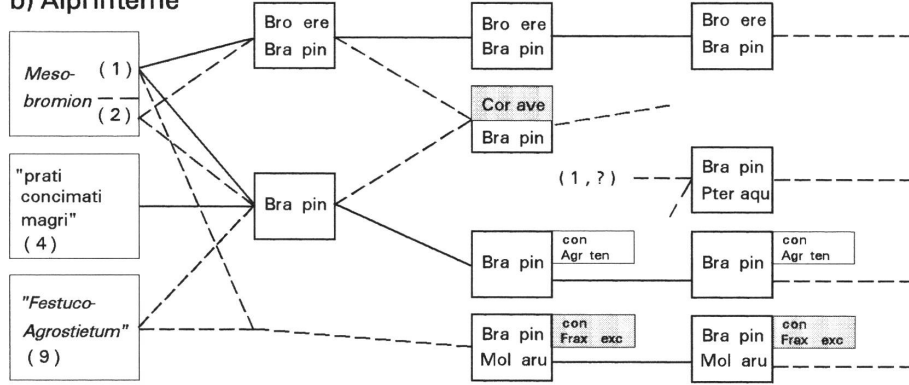 b) Alpinterne
Meso-
bromion
(1)
(2)
"prati
concimati
magri"
(4)
"Festuco-
Agrostietum"
(9)
Bro ere
Bra pin
Bra pin
Bro ere
Bra pin
Cor ave
Bra pin
(1,?)
Bra pin
con
Agr ten
Bra pin
Mol aru
con
Frax exc
Bro ere
Bra pin
Bra pin
Pter aqu
Bra pin
con
Agr ten
Bra pin
Mol aru
con
Frax exc